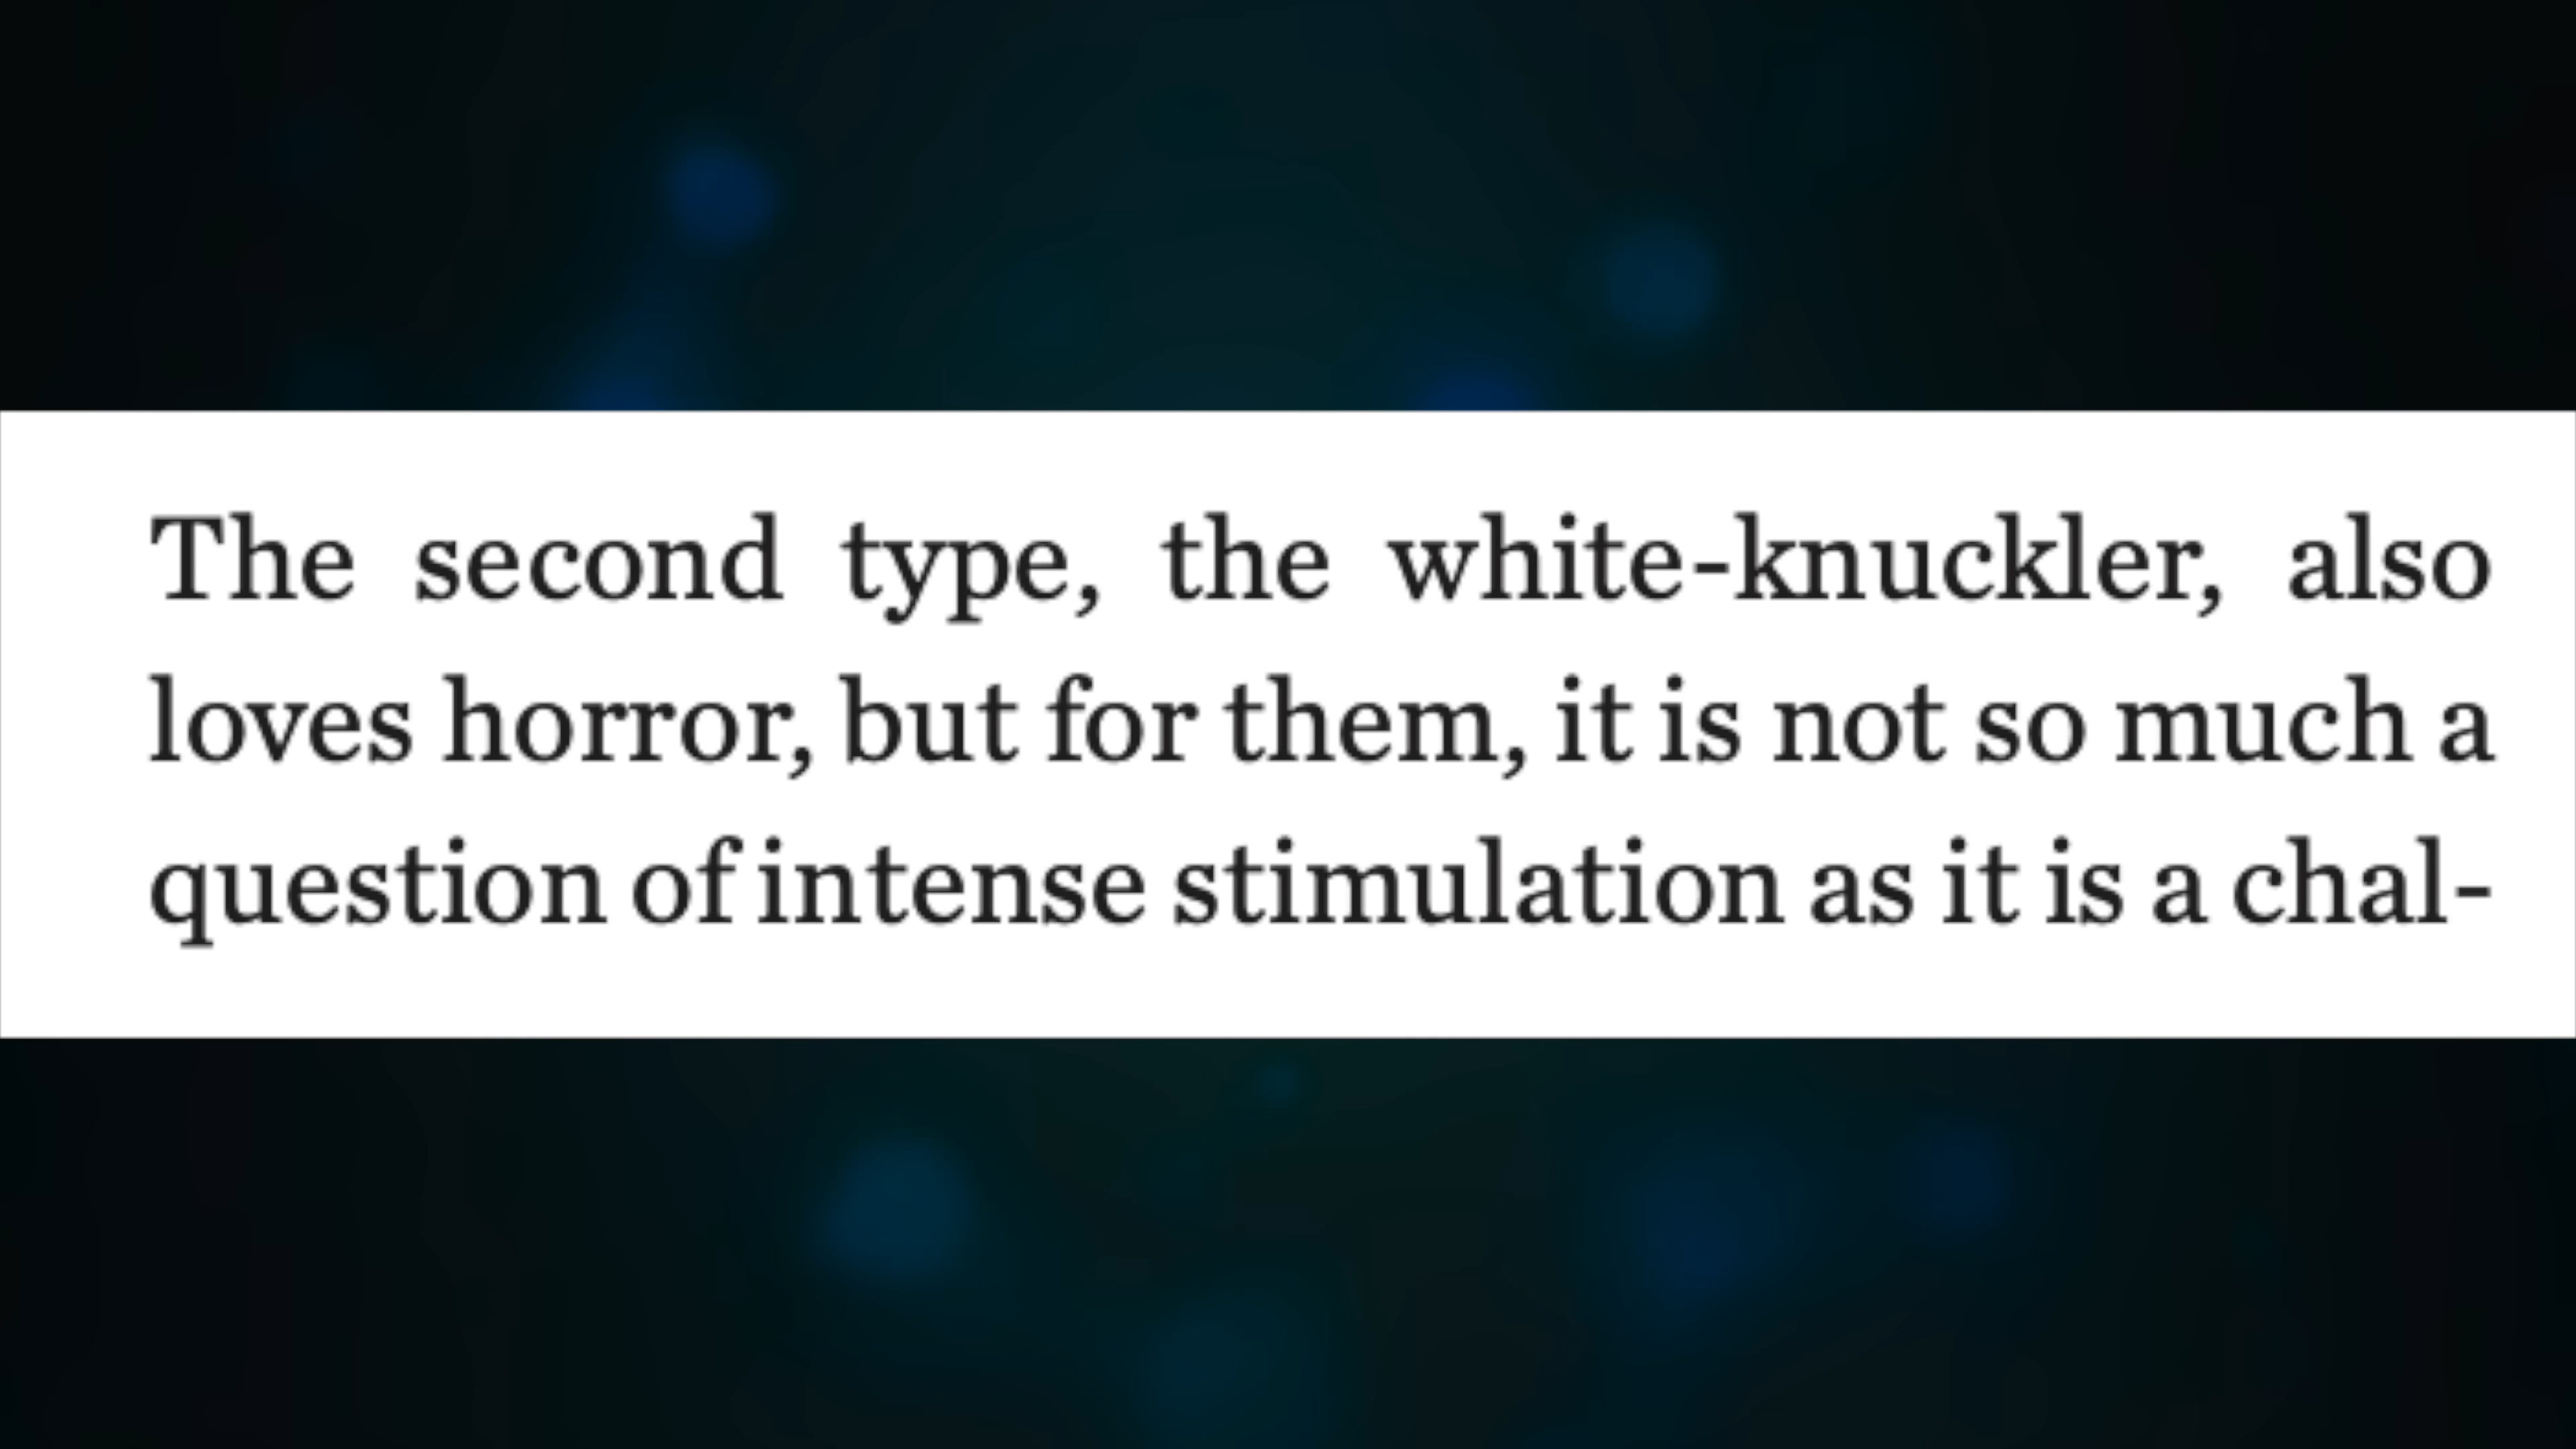 The second type, the white-knuckler, also
loves horror, but for them, it is not so much a
question of intense stimulation as it is a chal-